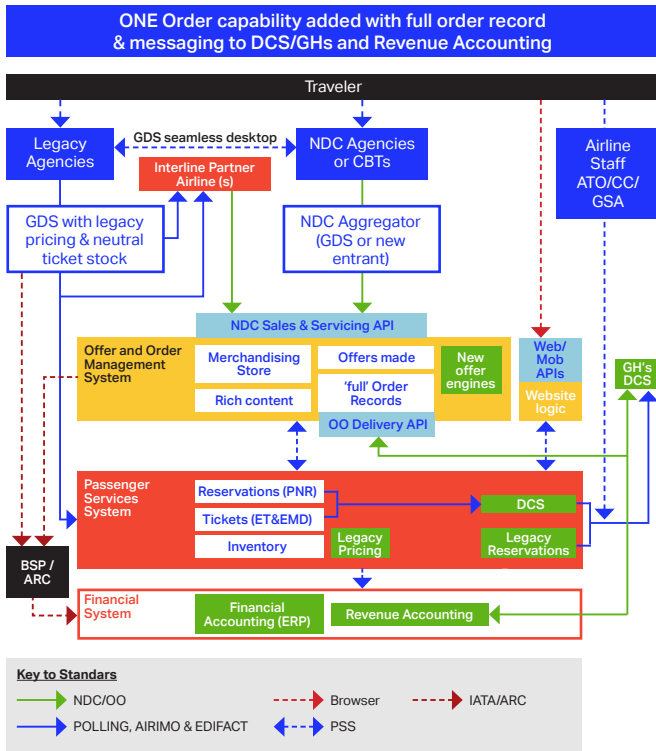 ONE Order capability added with full order record
& messaging to DCS/GHs and Revenue Accounting
Traveler
Legacy
Agencies
GDS seamless desktop
NDC Agencies
or CBTs
Airline
Staff
ATO/CC/
GSA
Interline Partner
Airline (s)
GDS with legacy
pricing & neutral
ticket stock
NDC Aggregator
(GDS or new
entrant)
NDC Sales & Servicing API
Offer and Order
Management
System
Merchandising
Store
Rich content
Offers made
‘full’ Order
Records
New
offer
engines
Web/
Mob
APIs
Website
logic
GH's
DCS
OO Delivery API
Passenger
Services
System
Reservations (PNR)
Tickets (ET&EMD)
Inventory
Legacy
Pricing
DCS
Legacy
Reservations
BSP /
ARC
Financial
System
Financial
Accounting (ERP)
Revenue Accounting
Key to Standars
NDC/OO
Browser
IATA/ARC
POLLING, AIRIMO & EDIFACT
PSS